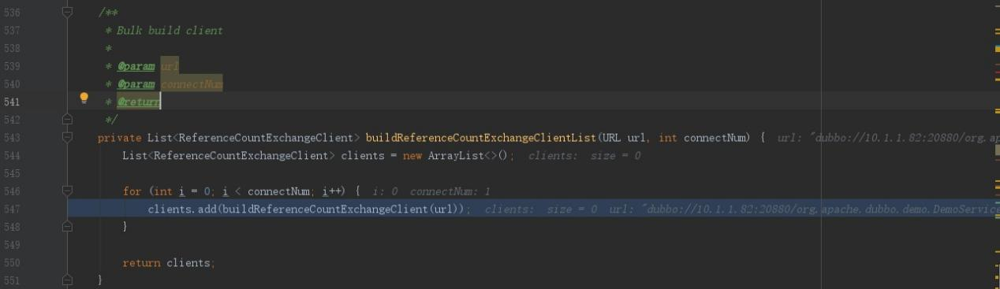 536 /**
537 * Bulk build client
538 *
539 * @param url
540 * @param connectNum
541 * @return
542 */
543 private List<ReferenceCountExchangeClient> buildReferenceCountExchangeClientList(URL url, int connectNum) { url: "dubbo://10.1.1.82:20880/org.ap
544 List<ReferenceCountExchangeClient> clients = new ArrayList<>(); clients: size = 0
545
546 for (int i = 0; i < connectNum; i++) { i: 0 connectNum: 1
547 clients.add(buildReferenceCountExchangeClient(url)); clients: size = 0 url: "dubbo://10.1.1.82:20880/org.apache.dubbo.demo.DemoService
548 }
549
550 return clients;
551 }